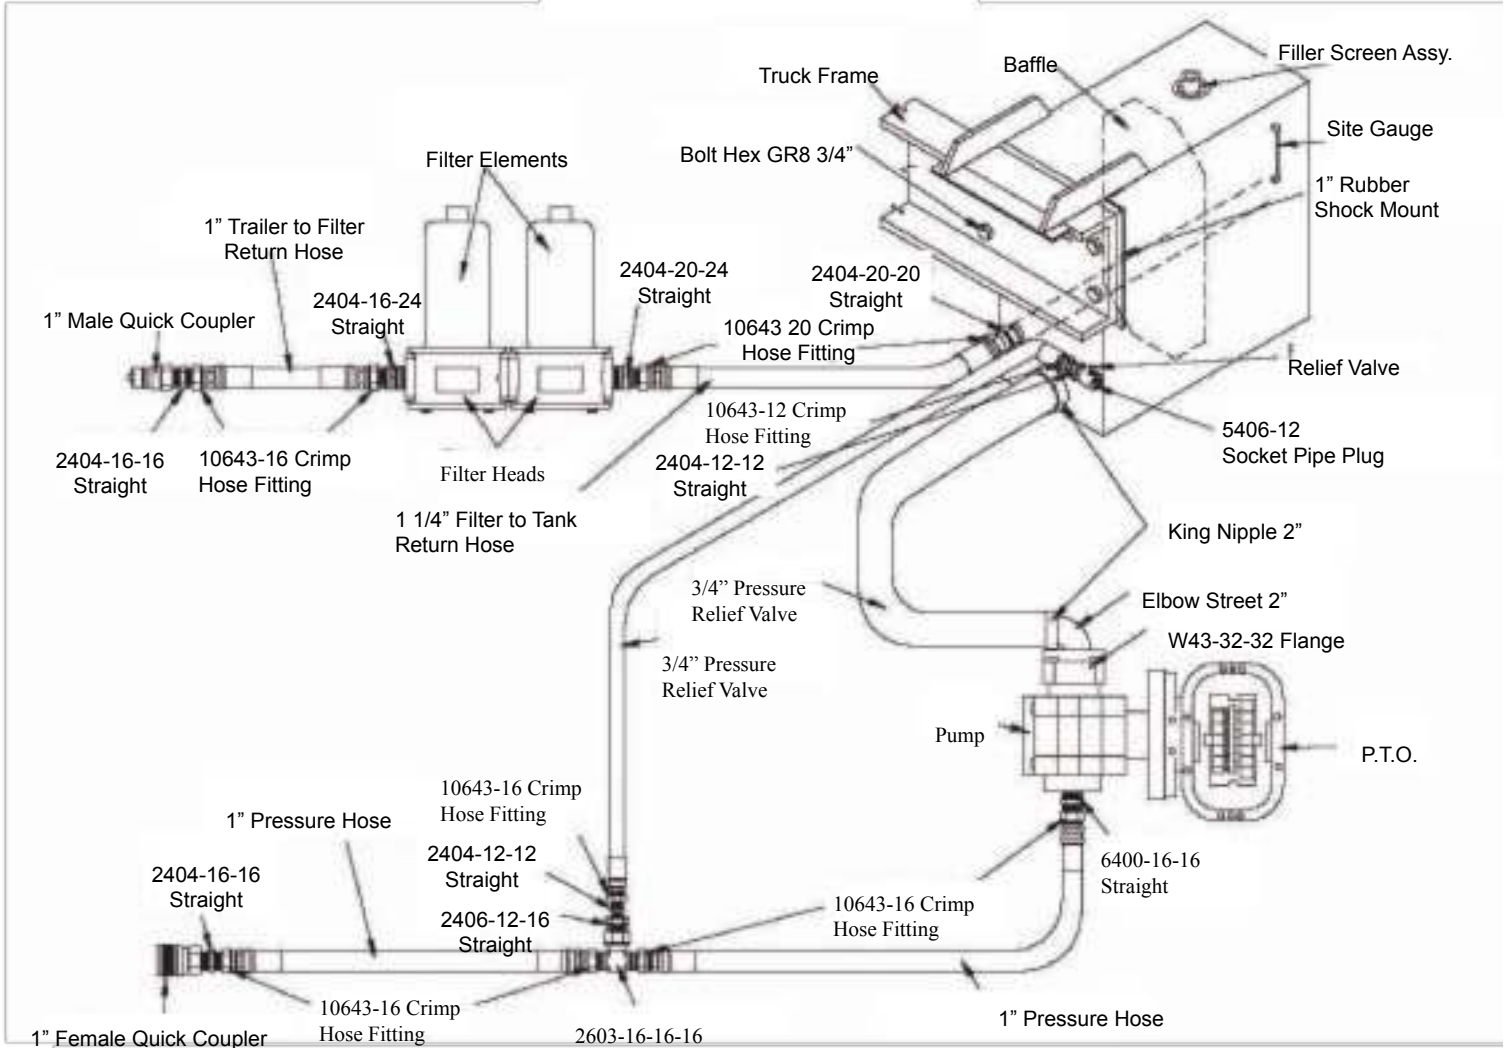 Filler Screen Assy.
Baffle
Truck Frame
Site Gauge
Bolt Hex GR8 3/4”
Filter Elements
1” Rubber
Shock Mount
1” Trailer to Filter
Return Hose
2404-20-24
Straight
2404-20-20
Straight
2404-16-24
Straight
1” Male Quick Coupler
10643 20 Crimp
Hose Fitting
Relief Valve
10643-12 Crimp
Hose Fitting
5406-12
Socket Pipe Plug
2404-16-16
Straight
10643-16 Crimp
Hose Fitting
Filter Heads
2404-12-12
Straight
1 1/4” Filter to Tank
Return Hose
King Nipple 2”
3/4” Pressure
Relief Valve
Elbow Street 2”
W43-32-32 Flange
3/4” Pressure
Relief Valve
Pump
P.T.O.
10643-16 Crimp
Hose Fitting
1” Pressure Hose
2404-12-12
Straight
6400-16-16
Straight
2404-16-16
Straight
10643-16 Crimp
Hose Fitting
2406-12-16
Straight
10643-16 Crimp
Hose Fitting
1” Pressure Hose
1” Female Quick Coupler
2603-16-16-16